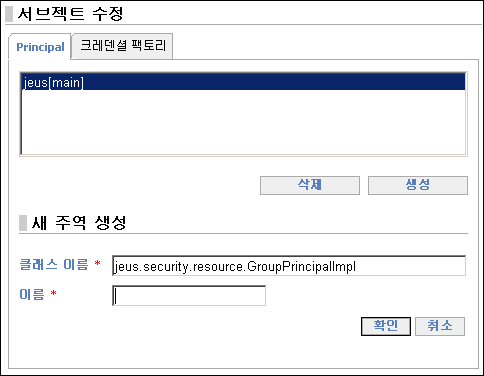 서브젝트 수정
Principal 크레덴셜 팩토리
jeus[main]
삭제 생성
새 주역 생성
클래스 이름 * jeus.security.resource.GroupPrincipalImpl
이름 *
확인 취소